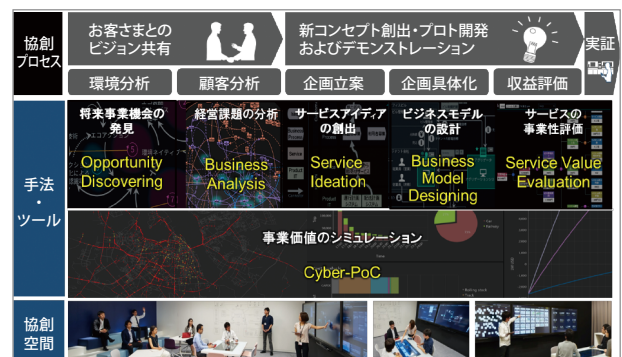 協創
プロセス
お客さまとの
ビジョン共有
新コンセプト創出・プロト開発
およびデモンストレーション
実証
環境分析
顧客分析
企画立案
企画具体化
収益評価
手法
・
ツール
将来事業機会の
発見
Opportunity
Discovering
経営課題の分析
Business
Analysis
サービスアイディア
の創出
Service
Ideation
ビジネスモデル
の設計
Business
Model
Designing
サービスの
事業性評価
Service Value
Evaluation
事業価値のシミュレーション
Cyber-PoC
協創
空間